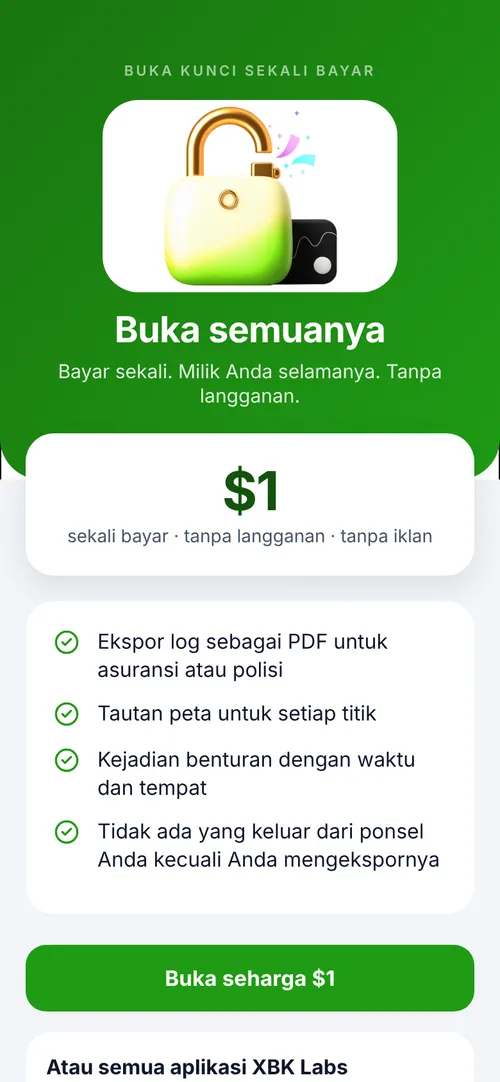 BUKA KUNCI SEKALI BAYAR
Buka semuanya
Bayar sekali. Milik Anda selamanya. Tanpa
langganan.
$1
sekali bayar · tanpa langganan · tanpa iklan
Ekspor log sebagai PDF untuk
asuransi atau polisi
Tautan peta untuk setiap titik
Kejadian benturan dengan waktu
dan tempat
Tidak ada yang keluar dari ponsel
Anda kecuali Anda mengekspornya
Buka seharga $1
Atau semua aplikasi XBK Labs